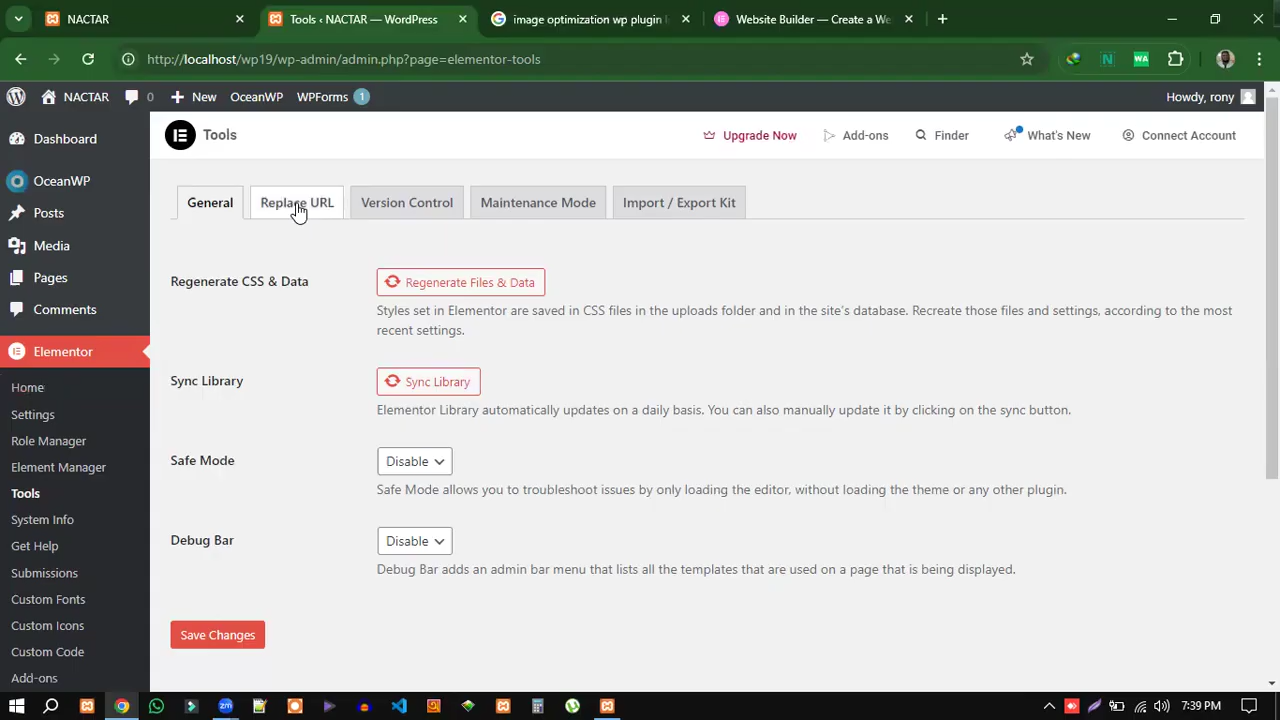 NACTAR
Tools ‹ NACTAR — WordPress
image optimization wp plugin
Website Builder — Create a We
http://localhost/wp19/wp-admin/admin.php?page=elementor-tools
NACTAR
0
New
OceanWP
WPForms 1
Howdy, rony
Dashboard
OceanWP
Posts
Media
Pages
Comments
Elementor
Home
Settings
Role Manager
Element Manager
Tools
System Info
Get Help
Submissions
Custom Fonts
Custom Icons
Custom Code
Add-ons
Tools
Upgrade Now
Add-ons
Finder
What's New
Connect Account
General
Replace URL
Version Control
Maintenance Mode
Import / Export Kit
Regenerate CSS & Data
Regenerate Files & Data
Styles set in Elementor are saved in CSS files in the uploads folder and in the site's database. Recreate those files and settings, according to the most
recent settings.
Sync Library
Sync Library
Elementor Library automatically updates on a daily basis. You can also manually update it by clicking on the sync button.
Safe Mode
Disable
Safe Mode allows you to troubleshoot issues by only loading the editor, without loading the theme or any other plugin.
Debug Bar
Disable
Debug Bar adds an admin bar menu that lists all the templates that are used on a page that is being displayed.
Save Changes
7:39 PM